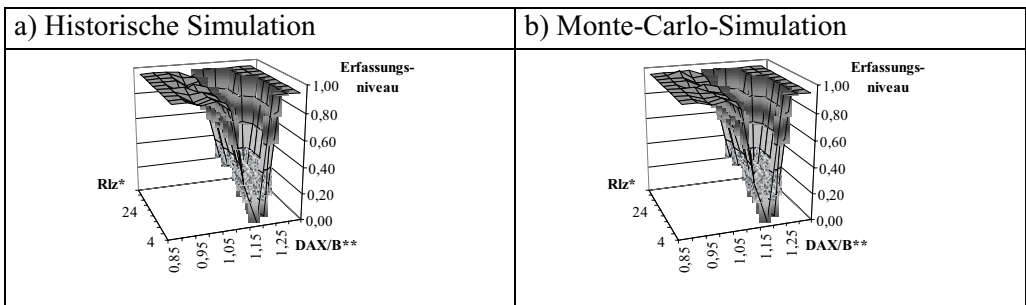 a) Historische Simulation
b) Monte-Carlo-Simulation
Erfassungs-
niveau
1,00
0,80
0,60
0,40
0,20
0,00
Rlz*
24
4
0,85
0,95
1,05
1,15
1,25
DAX/B**
Erfassungs-
niveau
1,00
0,80
0,60
0,40
0,20
0,00
Rlz*
24
4
0,85
0,95
1,05
1,15
1,25
DAX/B**